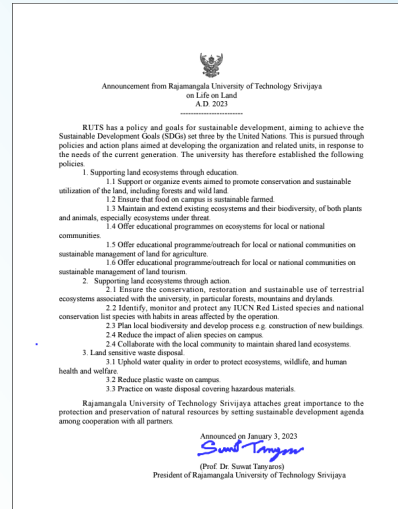 Announcement from Rajamangala University of Technology Srivijaya
on Life on Land
A.D. 2023
------------------------
RUTS has a policy and goals for sustainable development, aiming to achieve the
Sustainable Development Goals (SDGs) set three by the United Nations. This is pursued through
policies and action plans aimed at developing the organization and related units, in response to
the needs of the current generation. The university has therefore established the following
policies.
1. Supporting land ecosystems through education.
1.1 Support or organize events aimed to promote conservation and sustainable
utilization of the land, including forests and wild land.
1.2 Ensure that food on campus is sustainable farmed.
1.3 Maintain and extend existing ecosystems and their biodiversity, of both plants
and animals, especially ecosystems under threat.
1.4 Offer educational programmes on ecosystems for local or national
communities.
1.5 Offer educational programme/outreach for local or national communities on
sustainable management of land for agriculture.
1.6 Offer educational programme/outreach for local or national communities on
sustainable management of land tourism.
2. Supporting land ecosystems through action.
2.1 Ensure the conservation, restoration and sustainable use of terrestrial
ecosystems associated with the university, in particular forests, mountains and drylands.
2.2 Identify, monitor and protect any IUCN Red Listed species and national
conservation list species with habits in areas affected by the operation.
2.3 Plan local biodiversity and develop process e.g. construction of new buildings.
2.4 Reduce the impact of alien species on campus.
2.4 Collaborate with the local community to maintain shared land ecosystems.
3. Land sensitive waste disposal.
3.1 Uphold water quality in order to protect ecosystems, wildlife, and human
health and welfare.
3.2 Reduce plastic waste on campus.
3.3 Practice on waste disposal covering hazardous materials.
Rajamangala University of Technology Srivijaya attaches great importance to the
protection and preservation of natural resources by setting sustainable development agenda
among cooperation with all partners.
Announced on January 3, 2023
(Prof. Dr. Suwat Tanyaros)
President of Rajamangala University of Technology Srivijaya